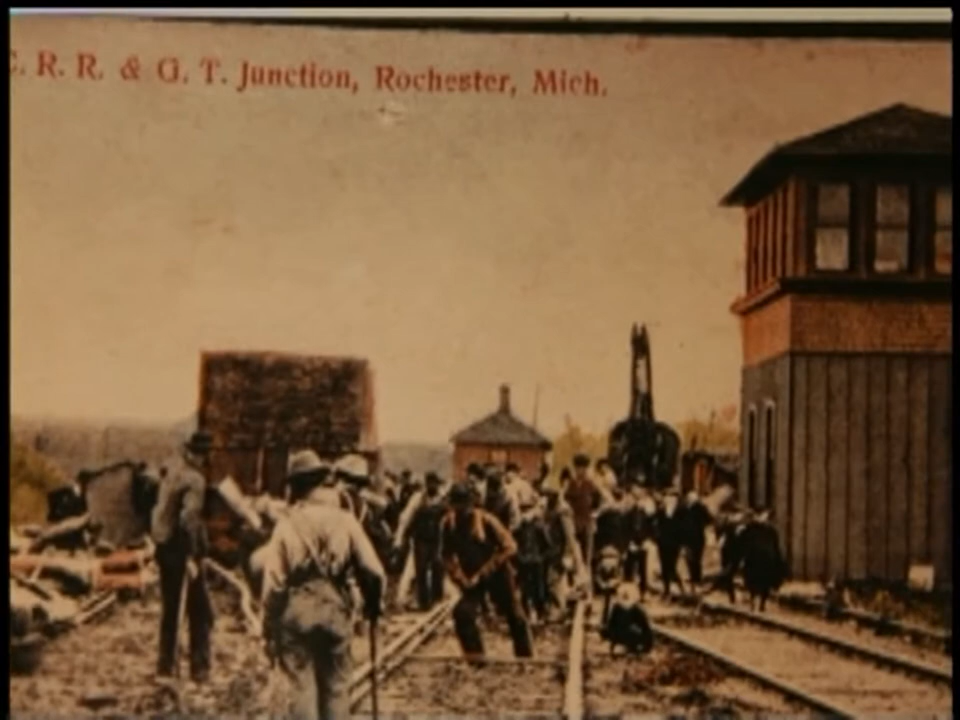 . R. R. & G. T. Junction, Rochester, Mich.